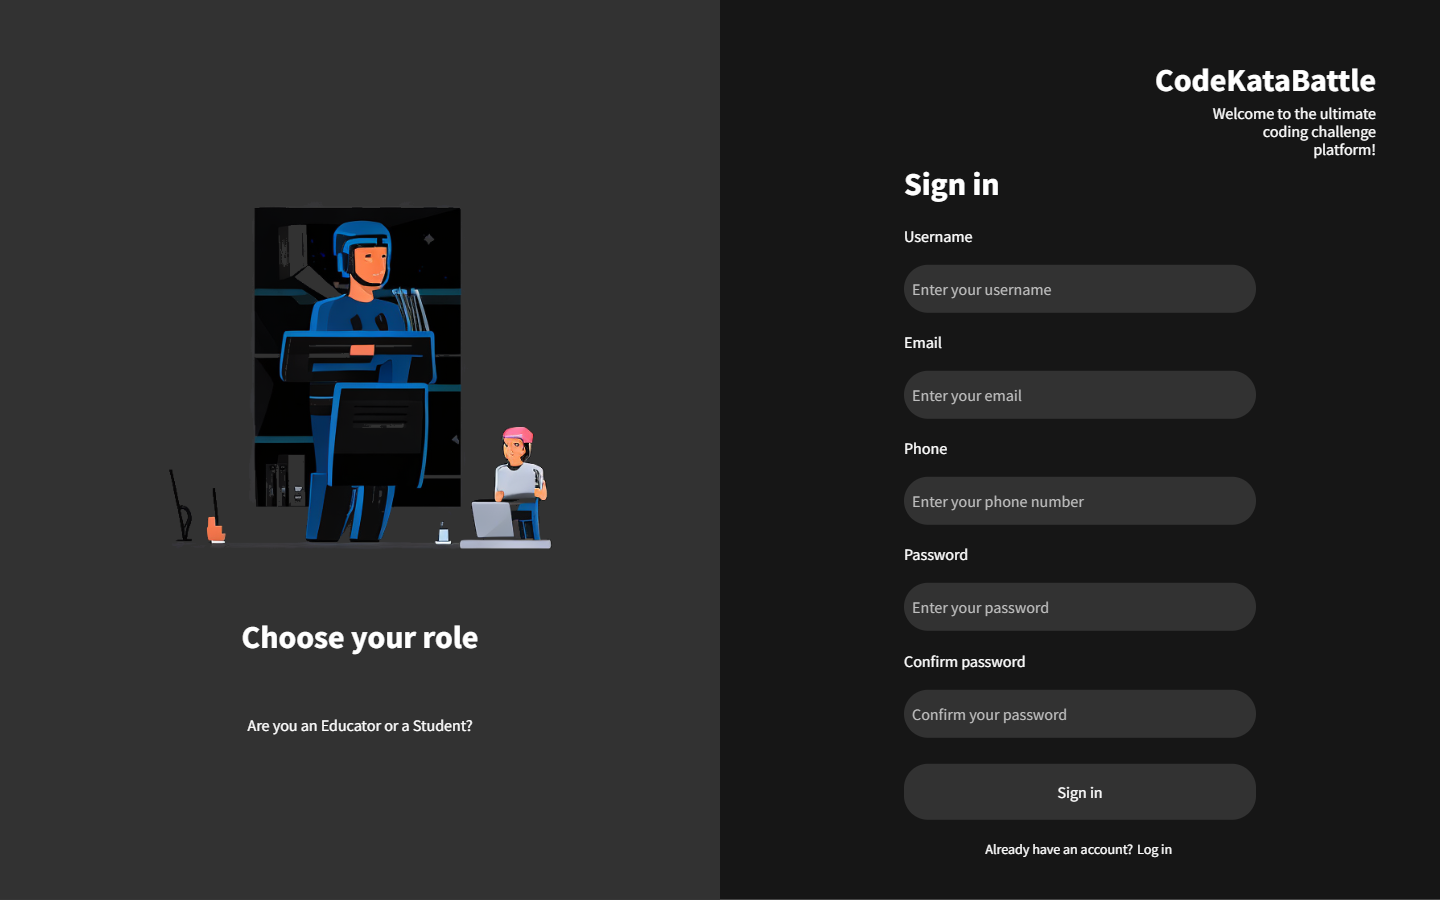 Choose your role
Are you an Educator or a Student?
CodeKataBattle
Welcome to the ultimate
coding challenge
platform!
Sign in
Username
Enter your username
Email
Enter your email
Phone
Enter your phone number
Password
Enter your password
Confirm password
Confirm your password
Sign in
Already have an account? Log in